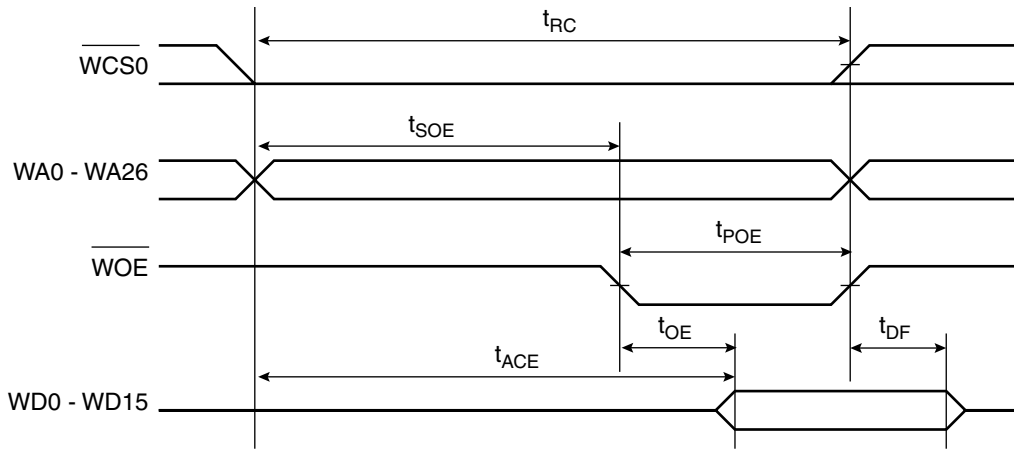 tRC
WCS0
tSOE
WA0 - WA26
tPOE
WOE
tOE
tDF
tACE
WD0 - WD15